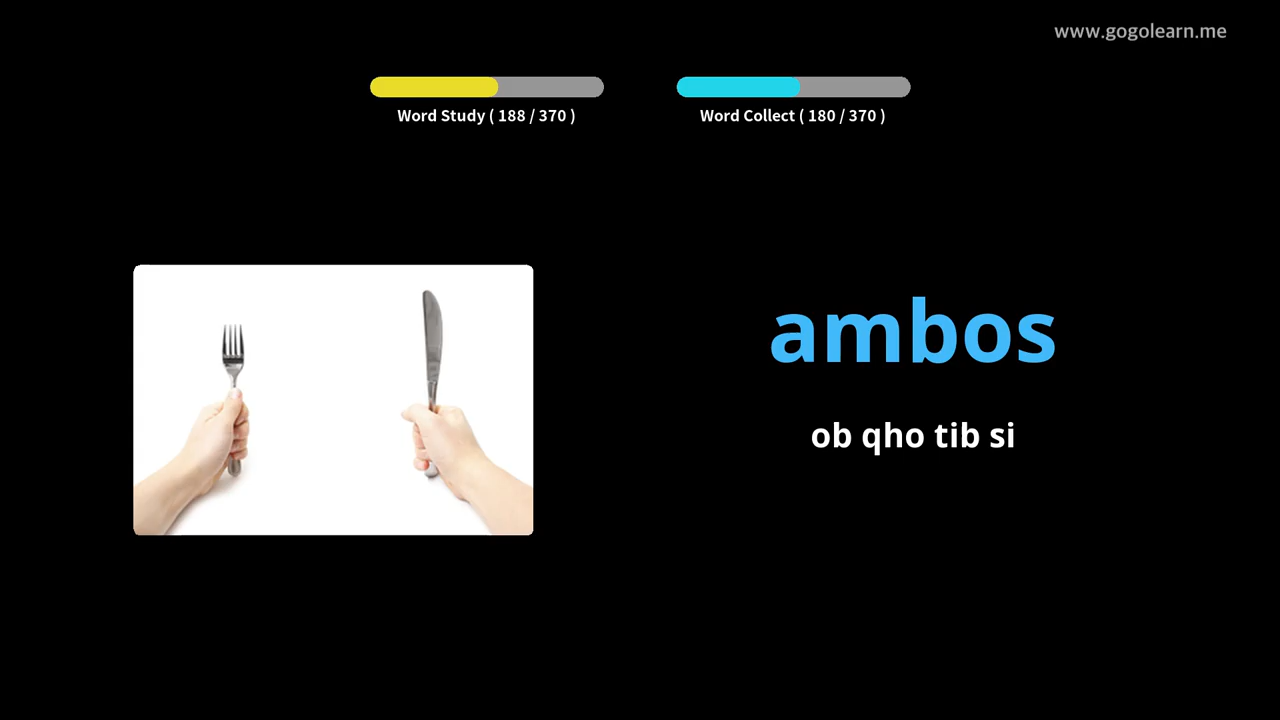 www.gogolearn.me
Word Study ( 188 / 370 )
Word Collect ( 180 / 370 )
ambos
ob qho tib si